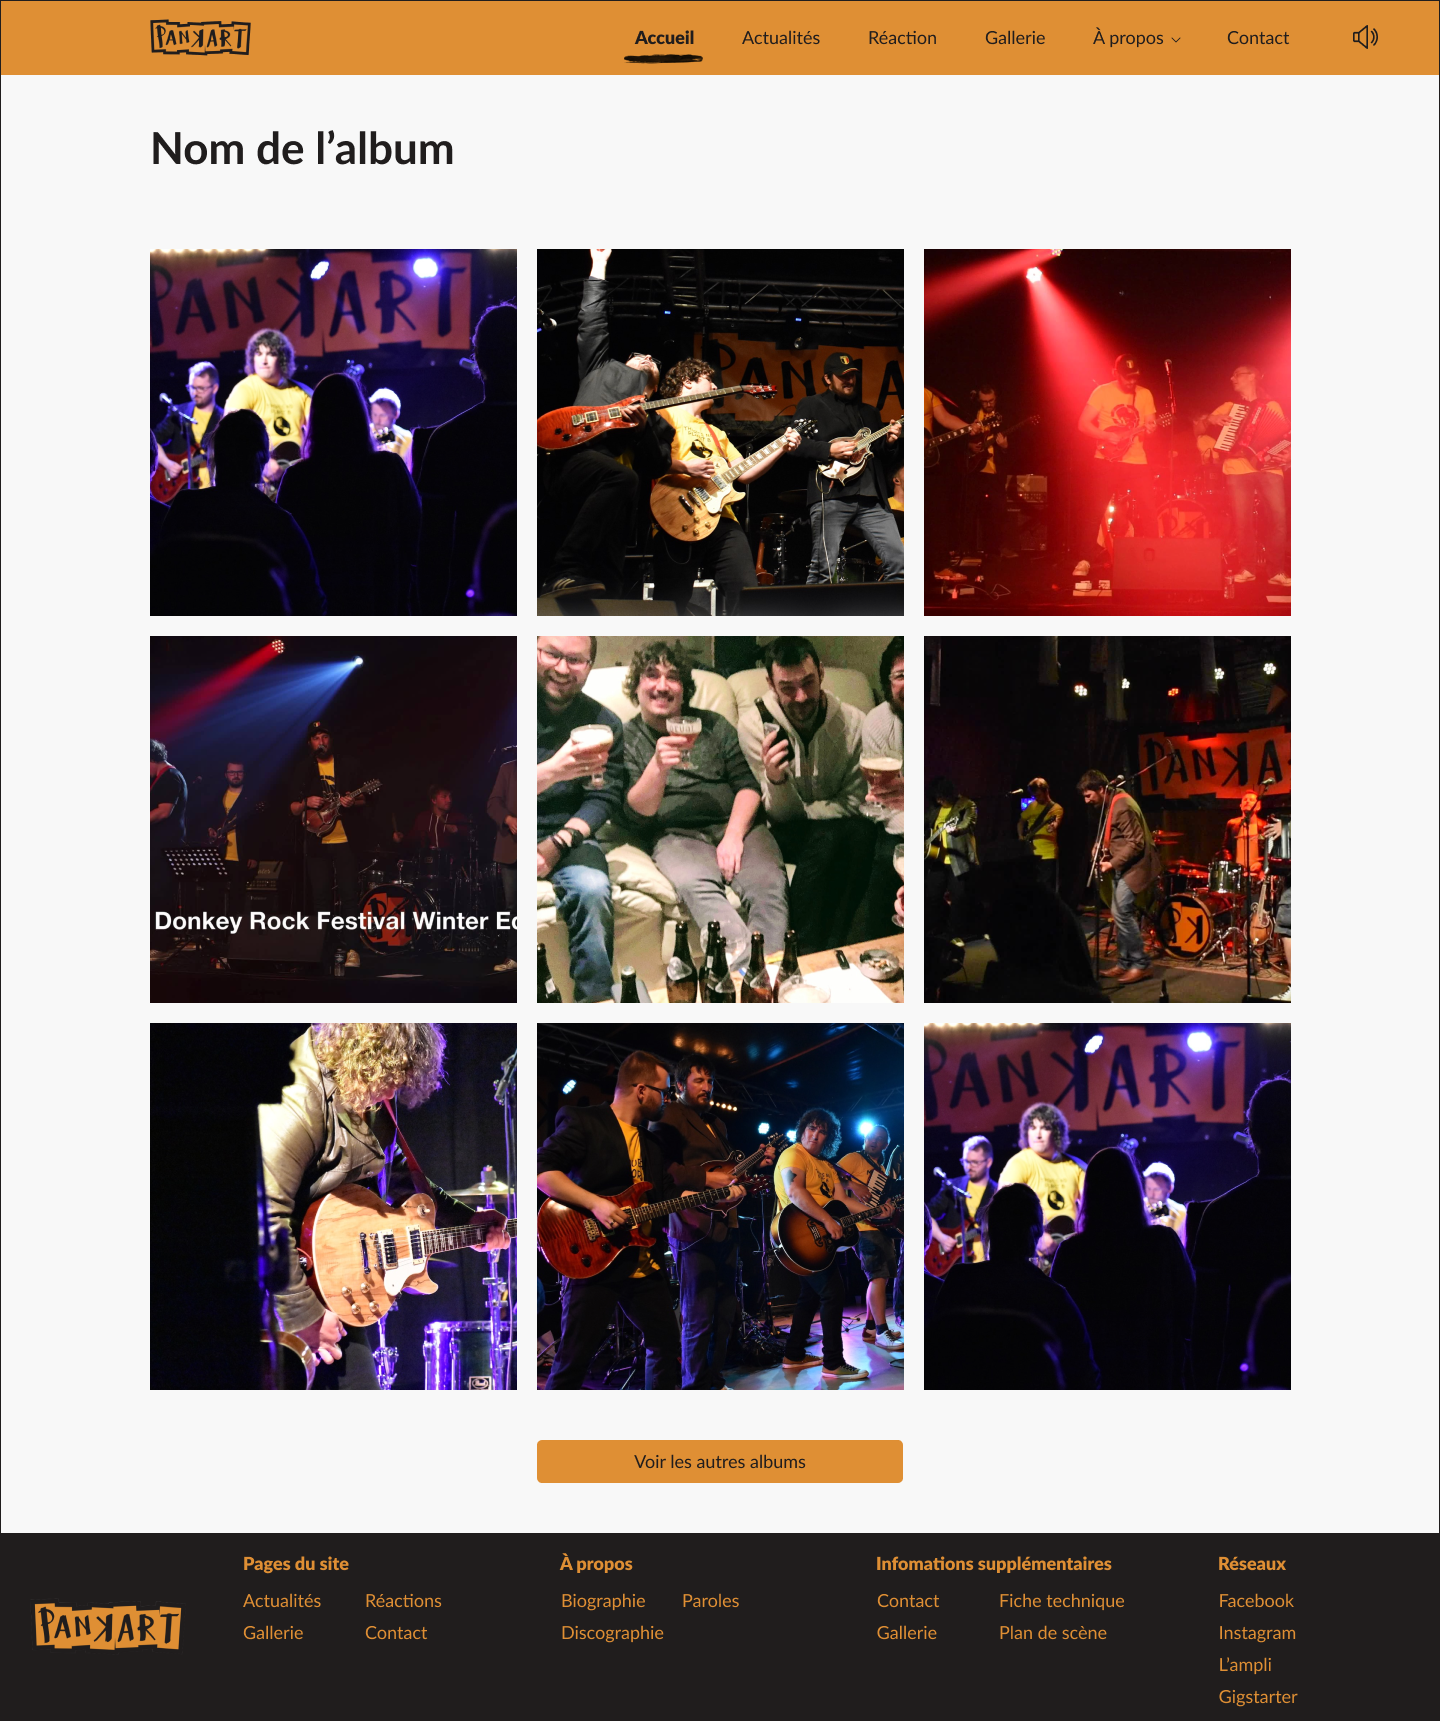 PANKART
Accueil
Actualités
Réaction
Gallerie
À propos
Contact
Nom de l’album
PANKART
PANKA
PANKART
Donkey Rock Festival Winter Ed
PANKART
Voir les autres albums
PANKART
Pages du site
Actualités
Réactions
Gallerie
Contact
À propos
Biographie
Paroles
Discographie
Infomations supplémentaires
Contact
Fiche technique
Gallerie
Plan de scène
Réseaux
Facebook
Instagram
L’ampli
Gigstarter